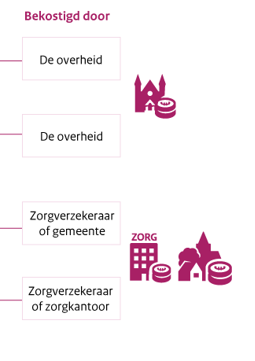 Bekostigd door
De overheid
De overheid
Zorgverzekeraar
of gemeente
ZORG
Zorgverzekeraar
of zorgkantoor